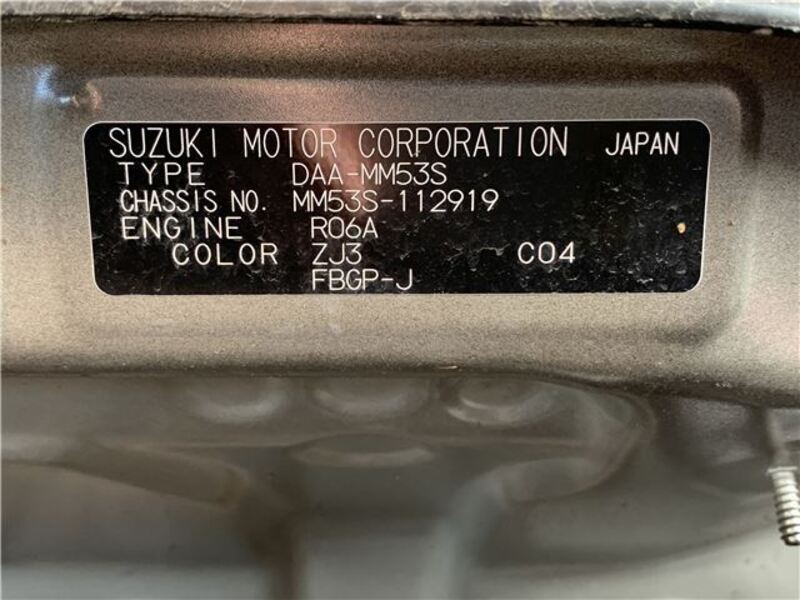 SUZUKI MOTOR CORPORATION JAPAN
TYPE DAA-MM53S
CHASSIS NO. MM53S-112919
ENGINE R06A
COLOR ZJ3 C04
FBGP-J